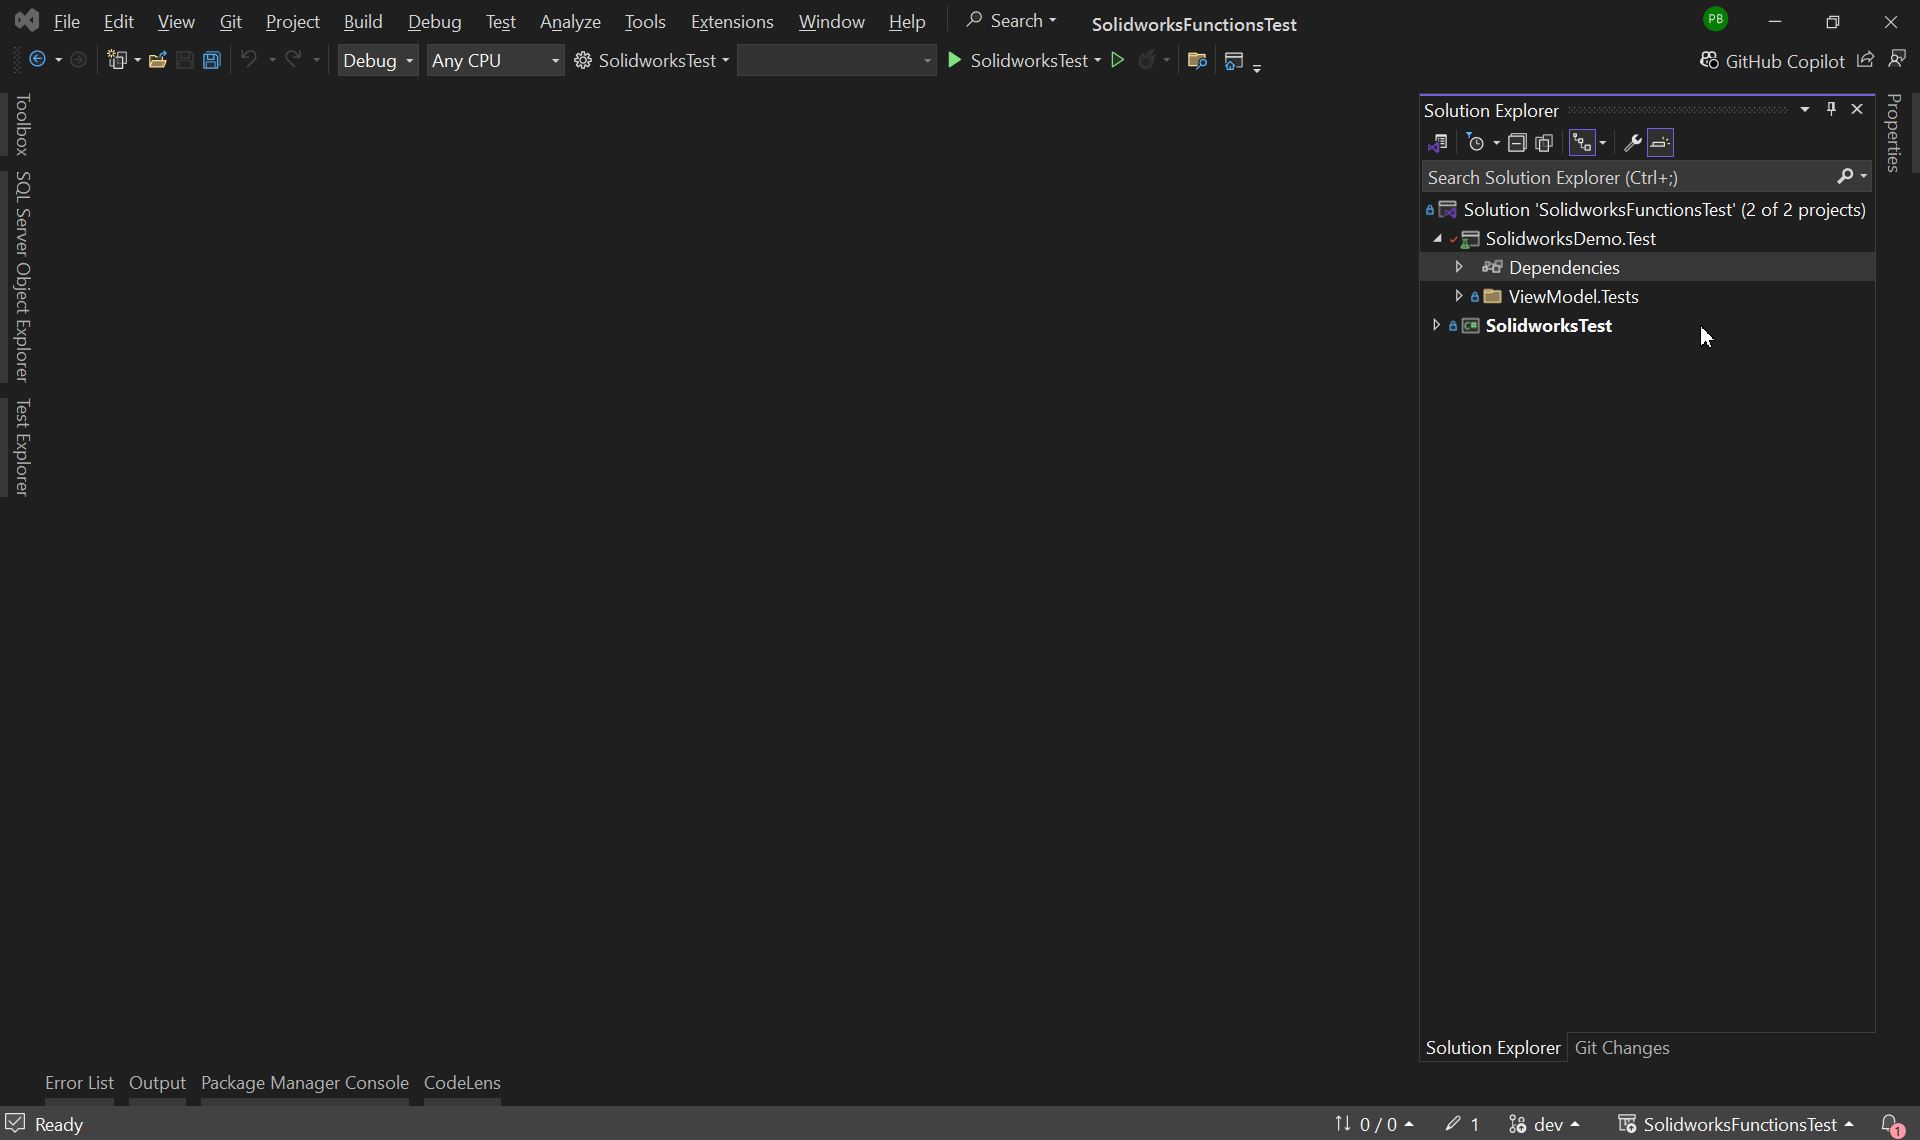 File Edit View Git Project Build Debug Test Analyze Tools Extensions Window Help Search SolidworksFunctionsTest PB
Debug Any CPU SolidworksTest SolidworksTest GitHub Copilot
Toolbox
SQL Server Object Explorer
Test Explorer
Solution Explorer
Search Solution Explorer (Ctrl+;)
Solution 'SolidworksFunctionsTest' (2 of 2 projects)
SolidworksDemo.Test
Dependencies
ViewModel.Tests
C# SolidworksTest
Properties
Solution Explorer Git Changes
Error List Output Package Manager Console CodeLens
Ready 0 / 0 1 dev SolidworksFunctionsTest 1